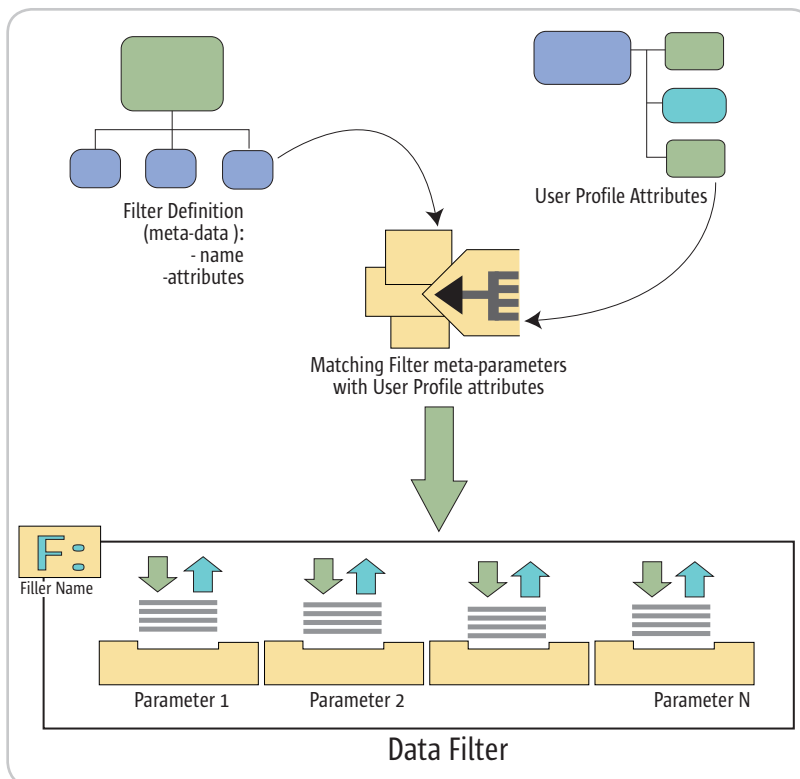 Filter Definition
(meta-data ):
- name
-attributes
User Profile Attributes
Matching Filter meta-parameters
with User Profile attributes
F:
Filler Name
Parameter 1
Parameter 2
Parameter N
Data Filter